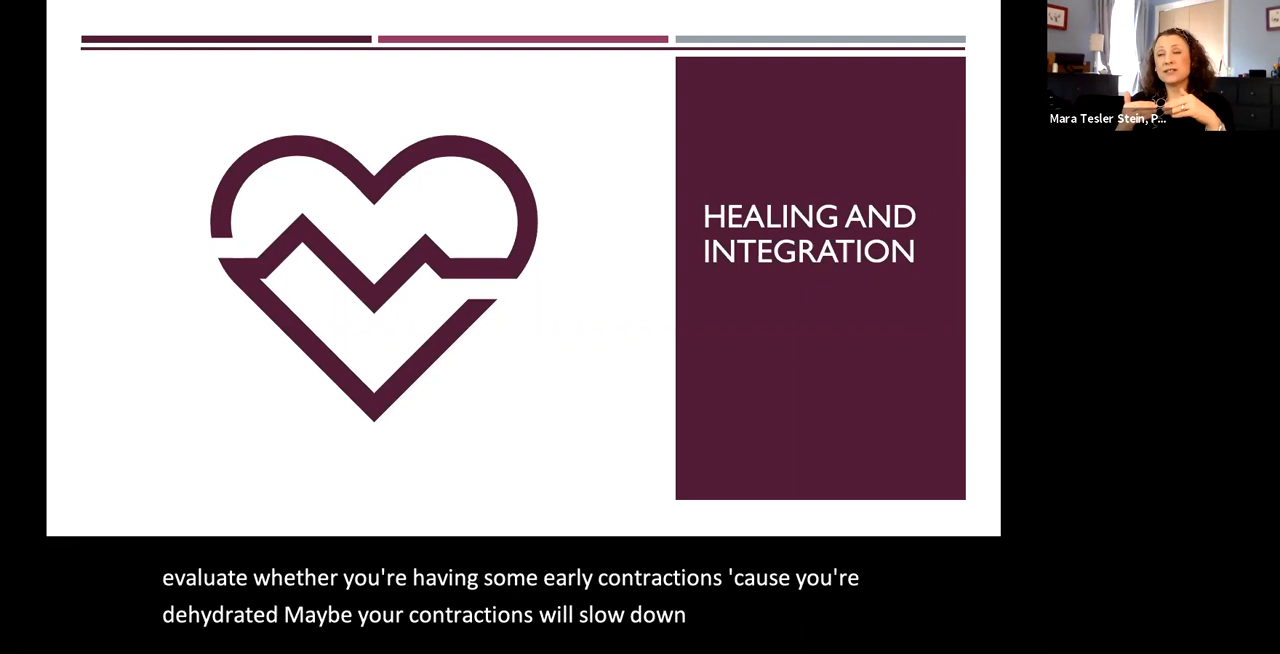 HEALING AND
INTEGRATION
Mara Tesler Stein, P...
evaluate whether you're having some early contractions 'cause you're
dehydrated Maybe your contractions will slow down